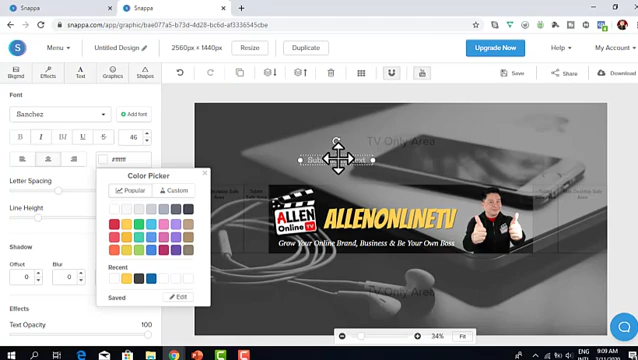 Snappa
Snappa
snappa.com/app/graphic/bae077a5-b73d-4d28-bc6d-af3336545cbe
Menu
Untitled Design
2560px × 1440px
Resize
Duplicate
Upgrade Now
Help
My Account
Bkgrnd
Effects
Text
Graphics
Shapes
Save
Share
Download
Font
Sanchez
Add font
B I BU U S
46
#ffffff
Letter Spacing
Line Height
Shadow
Offset
Blur
0
0
Effects
Text Opacity
100
Color Picker
Popular
Custom
Recent
Saved
Edit
TV Only Area
ALLEN
Online TV
ALLENONLINETV
Grow Your Online Brand, Business & Be Your Own Boss
TV Only Area
34%
Fit
ENG
INTL
9:09 AM